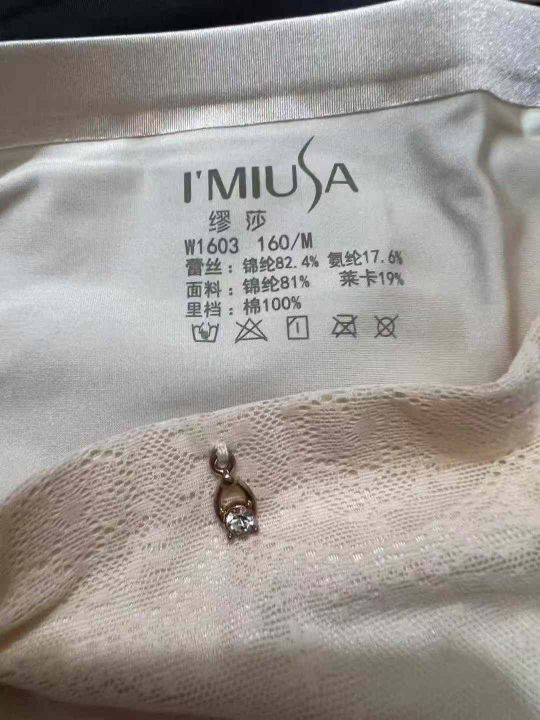 I'MIUSA
缪莎
W1603 160/M
蕾丝：锦纶82.4% 氨纶17.6%
面料：锦纶81% 莱卡19%
里档：棉100%